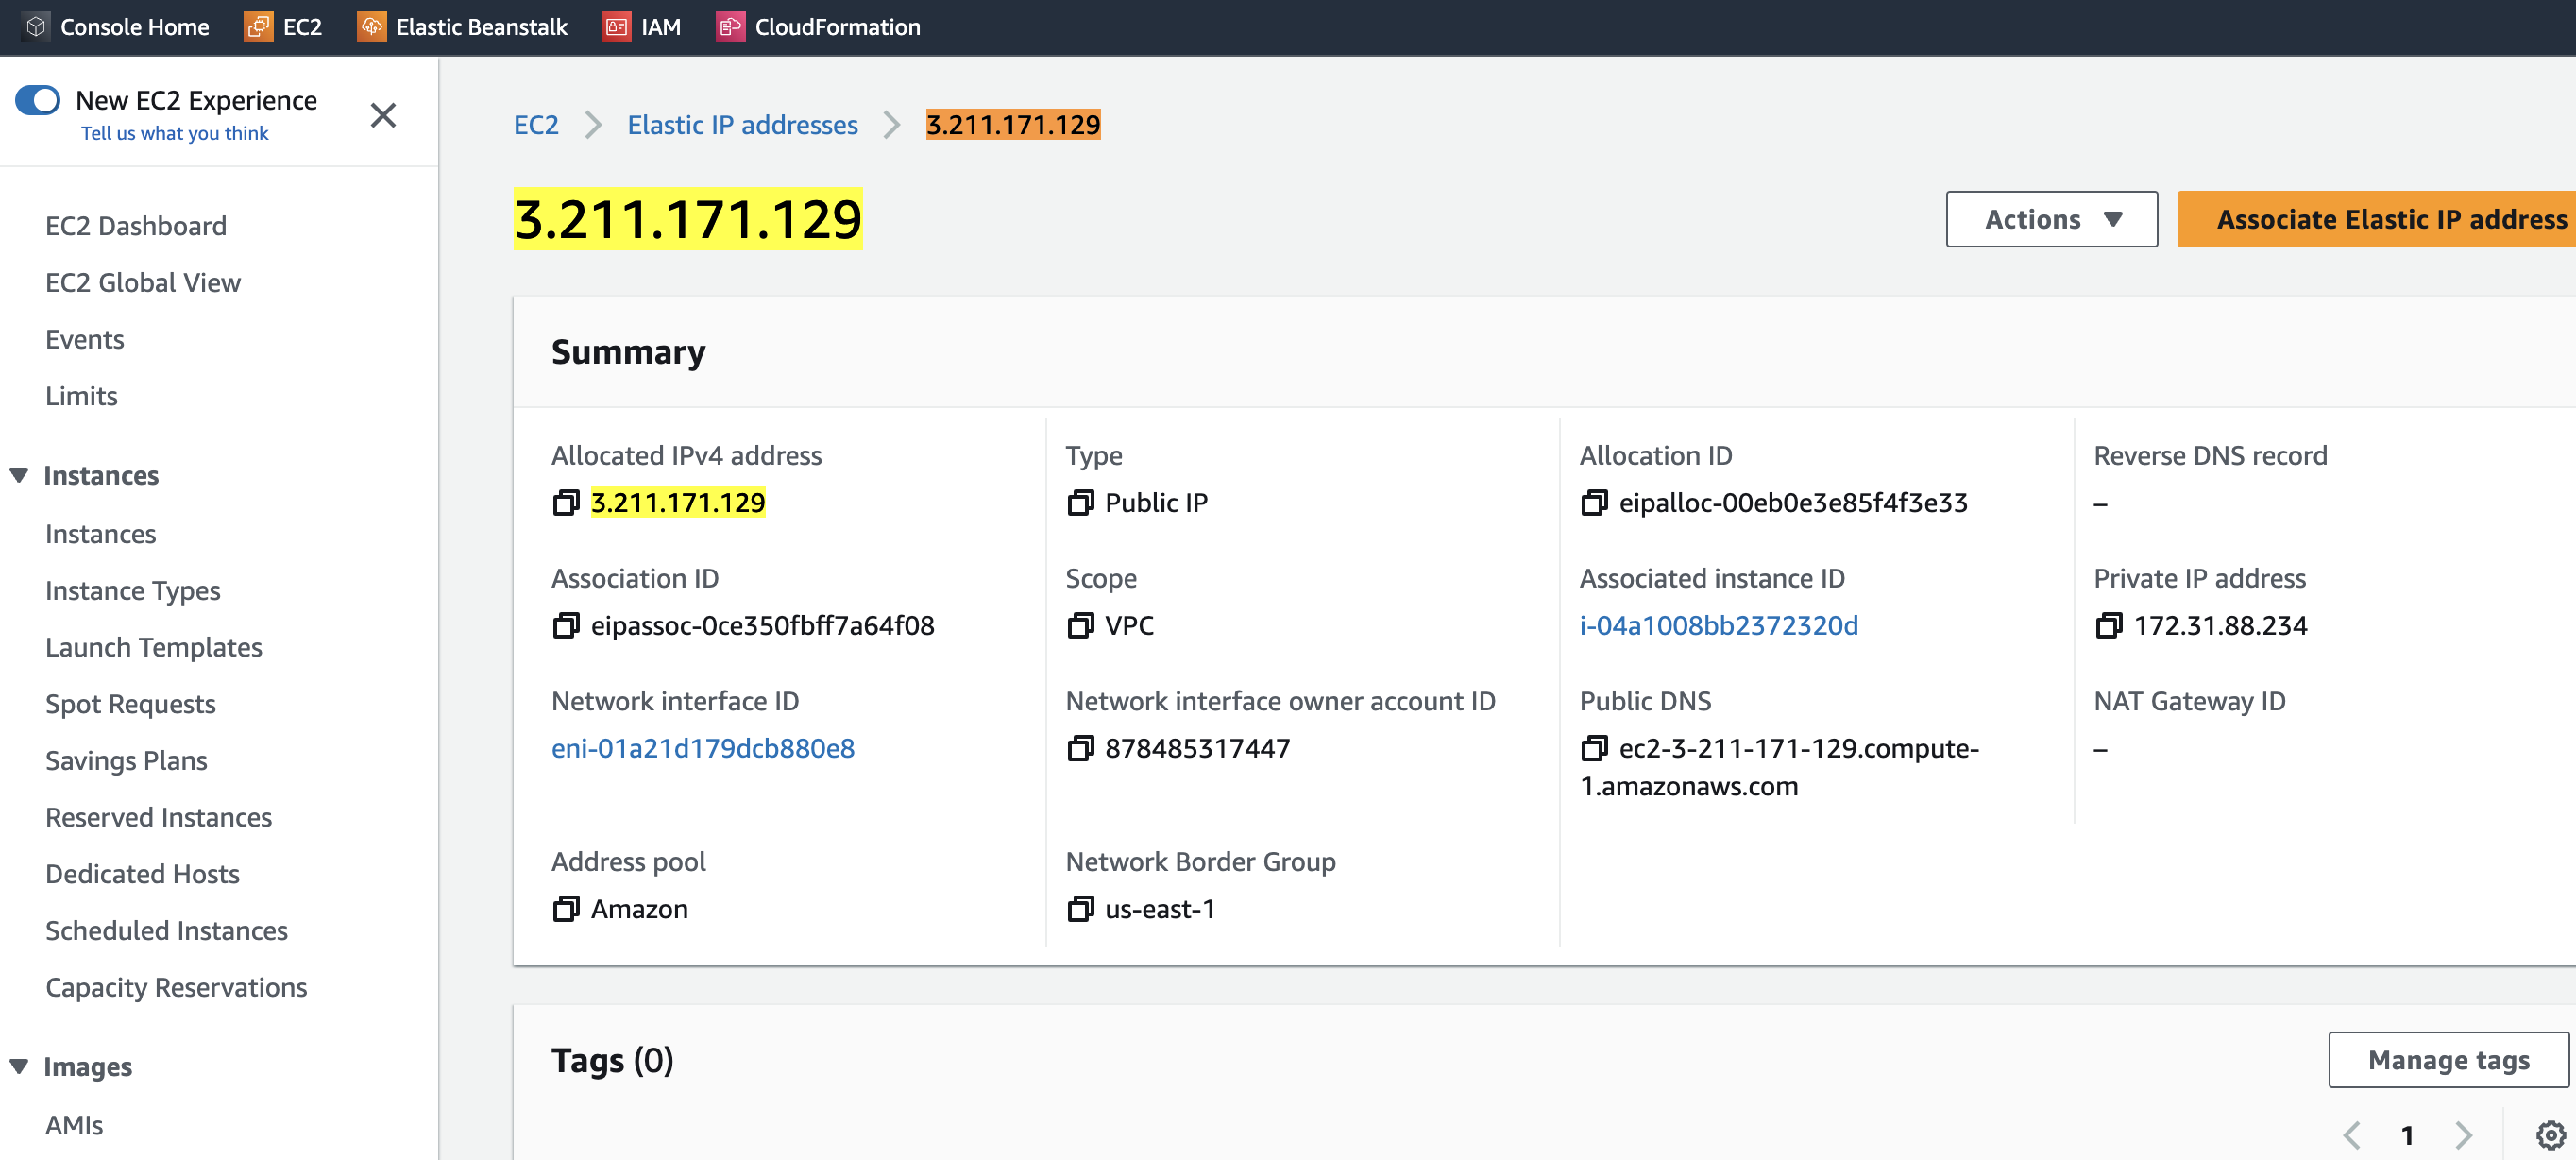 Console Home EC2 Elastic Beanstalk IAM CloudFormation
New EC2 Experience
Tell us what you think
EC2 Dashboard
EC2 Global View
Events
Limits
Instances
Instances
Instance Types
Launch Templates
Spot Requests
Savings Plans
Reserved Instances
Dedicated Hosts
Scheduled Instances
Capacity Reservations
Images
AMIs
EC2 Elastic IP addresses 3.211.171.129
3.211.171.129
Actions
Associate Elastic IP address
Summary
Allocated IPv4 address
3.211.171.129
Type
Public IP
Allocation ID
eipalloc-00eb0e3e85f4f3e33
Reverse DNS record
–
Association ID
eipassoc-0ce350fbff7a64f08
Scope
VPC
Associated instance ID
i-04a1008bb2372320d
Private IP address
172.31.88.234
Network interface ID
eni-01a21d179dcb880e8
Network interface owner account ID
878485317447
Public DNS
ec2-3-211-171-129.compute-
1.amazonaws.com
NAT Gateway ID
–
Address pool
Amazon
Network Border Group
us-east-1
Tags (0)
Manage tags
1